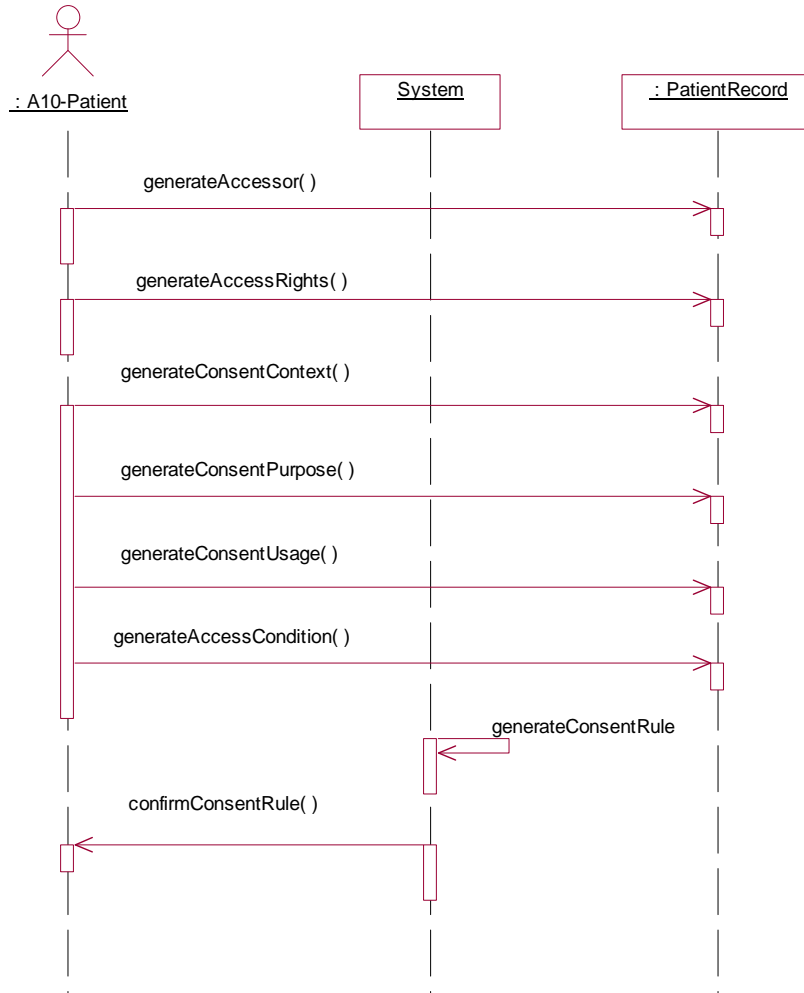 : A10-Patient
System
: PatientRecord
generateAccessor( )
generateAccessRights( )
generateConsentContext( )
generateConsentPurpose( )
generateConsentUsage( )
generateAccessCondition( )
generateConsentRule
confirmConsentRule( )